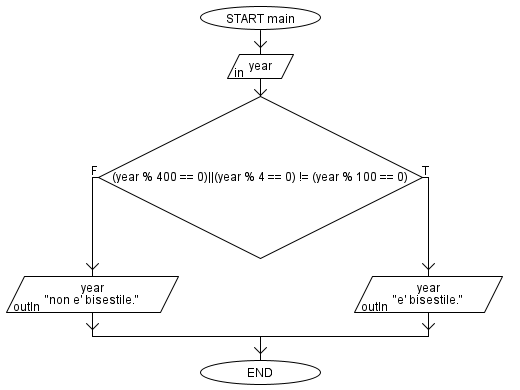 START main
year
in
F
(year % 400 == 0)||(year % 4 == 0) != (year % 100 == 0)
T
year
"non e' bisestile."
outln
year
"e' bisestile."
outln
END